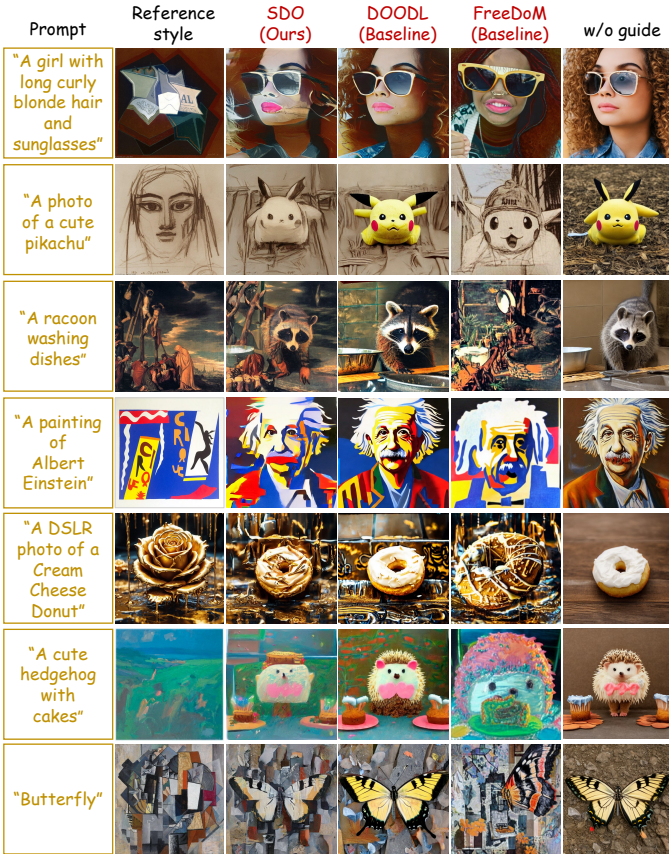 Prompt
Reference
style
SDO
(Ours)
DOODL
(Baseline)
FreeDoM
(Baseline)
w/o guide
"A girl with
long curly
blonde hair
and
sunglasses"
AL
"A photo
of a cute
pikachu"
"A racoon
washing
dishes"
"A painting
of
Albert
Einstein"
"A DSLR
photo of a
Cream
Cheese
Donut"
"A cute
hedgehog
with
cakes"
"Butterfly"